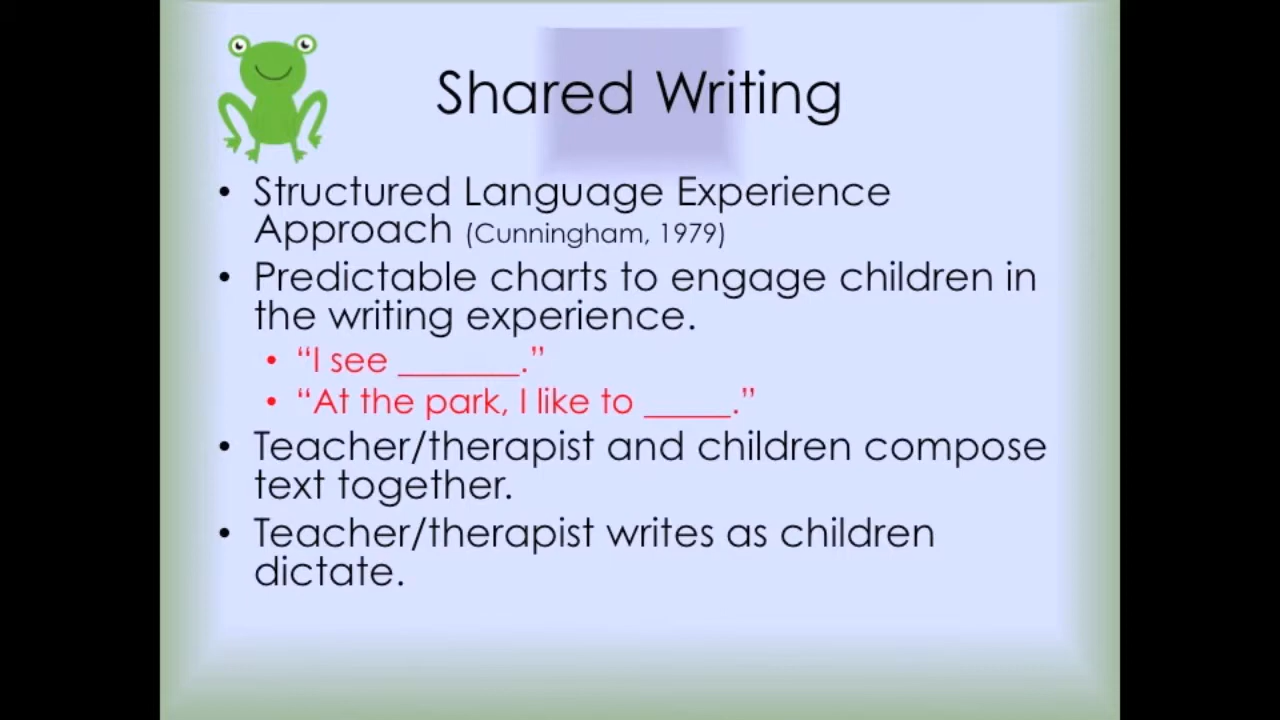 Shared Writing
• Structured Language Experience
Approach (Cunningham, 1979)
• Predictable charts to engage children in
the writing experience.
• “I see _______.”
• “At the park, I like to _____.”
• Teacher/therapist and children compose
text together.
• Teacher/therapist writes as children
dictate.